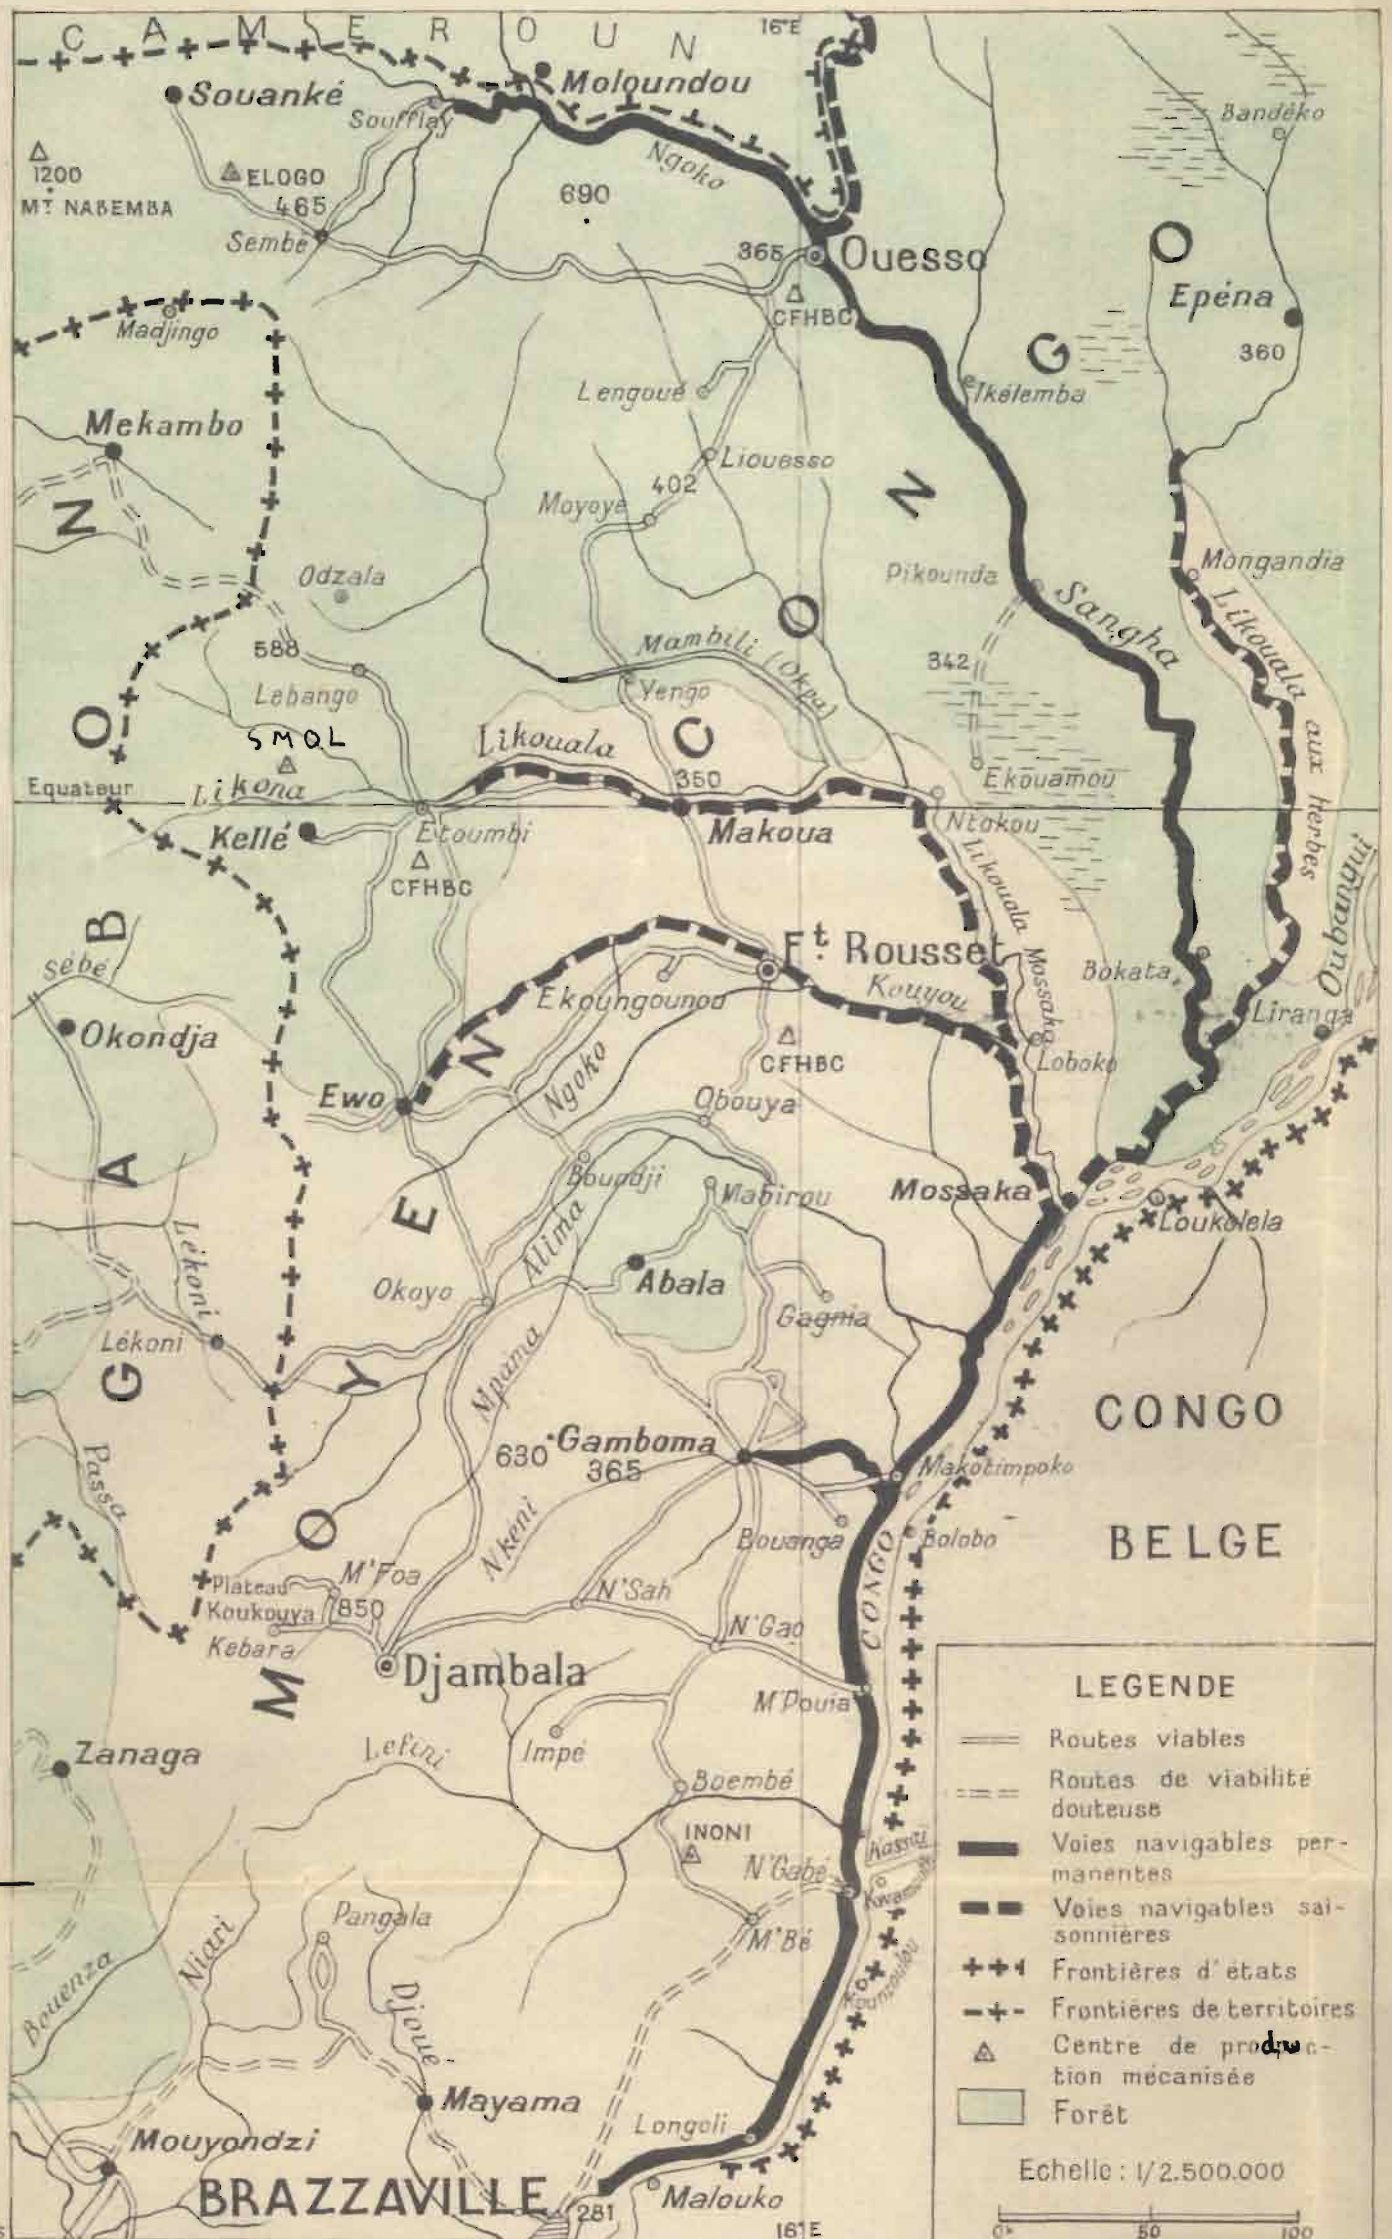 CAMEROUN
16°E
Souanké
Moloundou
Soufflay
Bandéko
1200
MT NABEMBA
ELOGO
465
690
Ngoko
Sembé
365
Ouesso
CFHBC
Epéna
360
Madjingo
Lengoué
Ikélemba
Mekambo
Liouesso
402
Moyoye
Odzala
Pikounda
Mongandia
Sangha
Likouala aux herbes
588
Mambili (Okpa)
342
Lebango
Yengo
SMOL
Likouala
350
Ekouamou
Equateur
Likona
Kellé
Etoumbi
Makoua
Ntokou
CFHBC
Likouala Mossaka
Oubangui
Sébé
Ft. Rousset
Bokata
Ekoungounou
Kouyou
Liranga
Okondja
CFHBC
Loboko
Ewo
Ngoko
Obouya
Boundji
Mabirou
Mossaka
Loukolela
Lékoni
Alima
Abala
Okoyo
Gagnia
Lékoni
GABON
MOYEN CONGO
Mpama
CONGO
BELGE
Passa
630
Gamboma
365
Makotimpoko
Nkeni
Bouanga
Bolobo
CONGO
Plateau
Koukouya
M'Foa
850
Kebara
N'Sah
N'Gao
Djambala
M'Pouia
Zanaga
Lefini
Impé
Boembé
INONI
Kassaï
N'Gabé
M'Bé
Pangala
Niari
Bouenza
Djoué
Mayama
Longoli
Mouyondzi
BRAZZAVILLE
281
Malouko
16°E
LEGENDE
Routes viables
Routes de viabilité
douteuse
Voies navigables per-
manentes
Voies navigables sai-
sonnières
Frontières d'états
Frontières de territoires
Centre de produc-
tion mécanisée
Forêt
Echelle : 1/2.500.000
0k 50 100